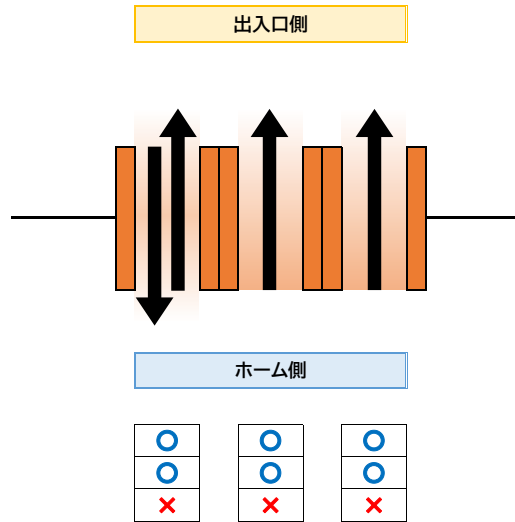 出入口側
ホーム側
○ ○ ○
○ ○ ○
× × ×